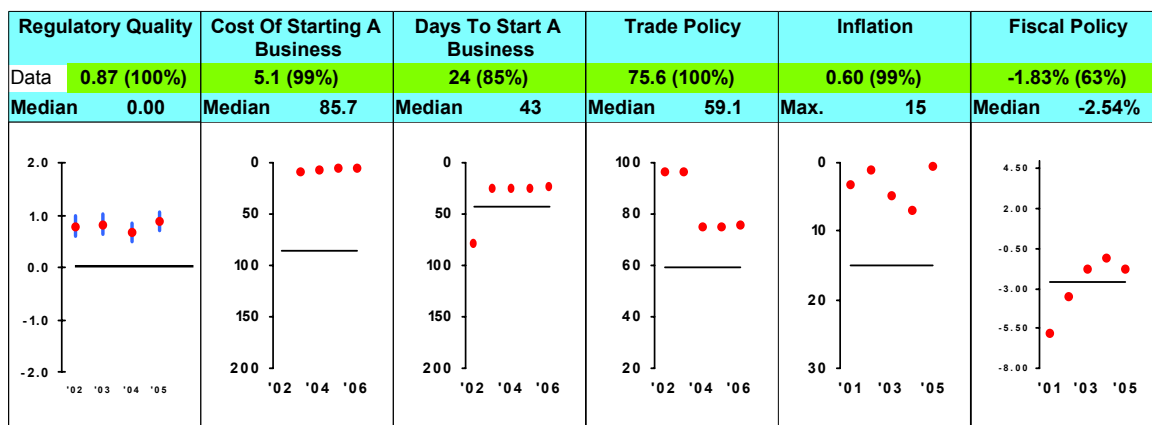 Regulatory Quality
Cost Of Starting A
Business
Days To Start A
Business
Trade Policy
Inflation
Fiscal Policy
Data 0.87 (100%)
5.1 (99%)
24 (85%)
75.6 (100%)
0.60 (99%)
-1.83% (63%)
Median 0.00
Median 85.7
Median 43
Median 59.1
Max. 15
Median -2.54%
2.0
1.0
0.0
-1.0
-2.0
'02 '03 '04 '05
0
50
100
150
200
'02 '04 '06
0
50
100
150
200
'02 '04 '06
100
80
60
40
20
'02 '04 '06
0
10
20
30
'01 '03 '05
4.50
2.00
-0.50
-3.00
-5.50
-8.00
'01 '03 '05